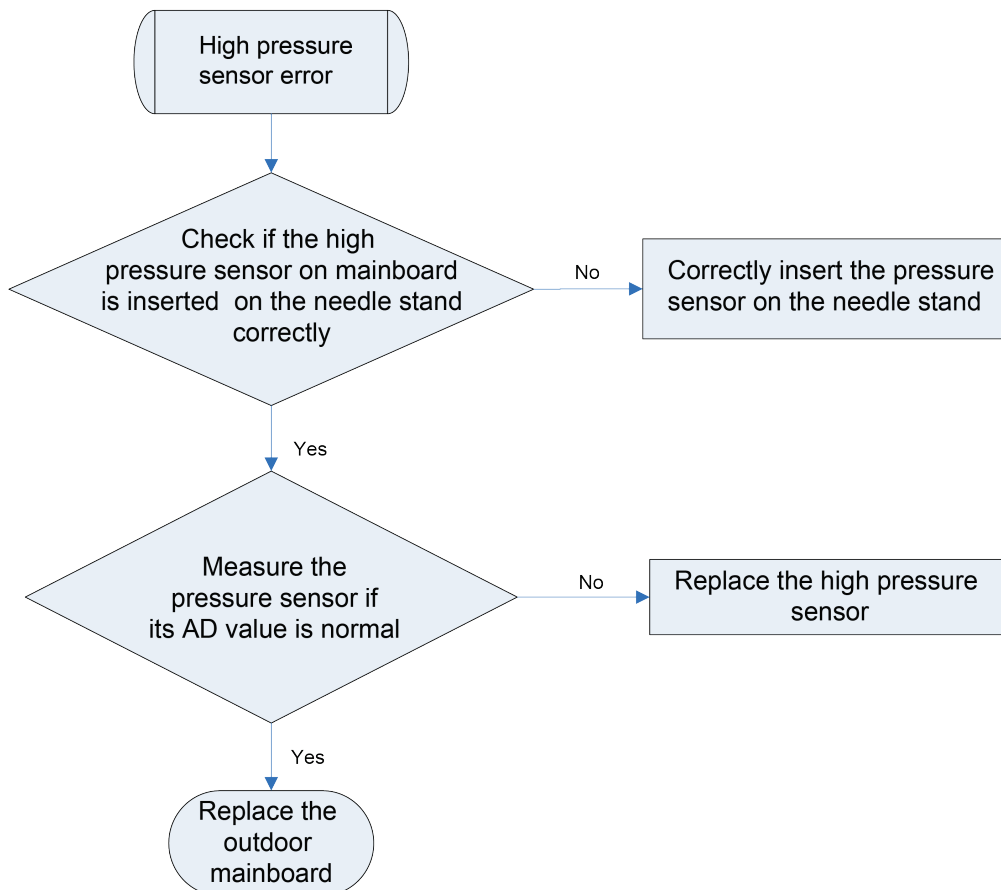 High pressure
sensor error
Check if the high
pressure sensor on mainboard
is inserted  on the needle stand
correctly
No
Correctly insert the pressure
sensor on the needle stand
Yes
Measure the
pressure sensor if
its AD value is normal
No
Replace the high pressure
sensor
Yes
Replace the
outdoor
mainboard